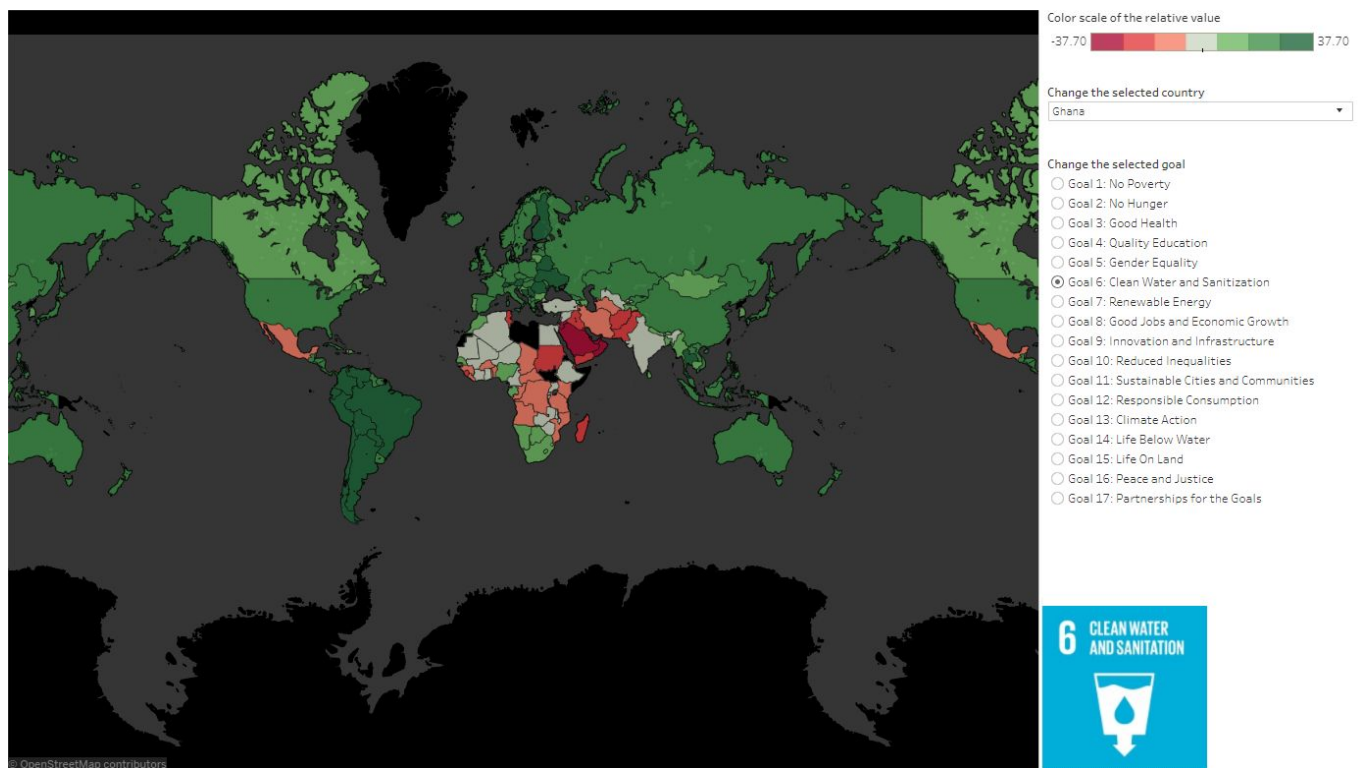 Color scale of the relative value
-37.70 37.70
Change the selected country
Ghana
Change the selected goal
Goal 1: No Poverty
Goal 2: No Hunger
Goal 3: Good Health
Goal 4: Quality Education
Goal 5: Gender Equality
Goal 6: Clean Water and Sanitization
Goal 7: Renewable Energy
Goal 8: Good Jobs and Economic Growth
Goal 9: Innovation and Infrastructure
Goal 10: Reduced Inequalities
Goal 11: Sustainable Cities and Communities
Goal 12: Responsible Consumption
Goal 13: Climate Action
Goal 14: Life Below Water
Goal 15: Life On Land
Goal 16: Peace and Justice
Goal 17: Partnerships for the Goals
6 CLEAN WATER
AND SANITATION
© OpenStreetMap contributors